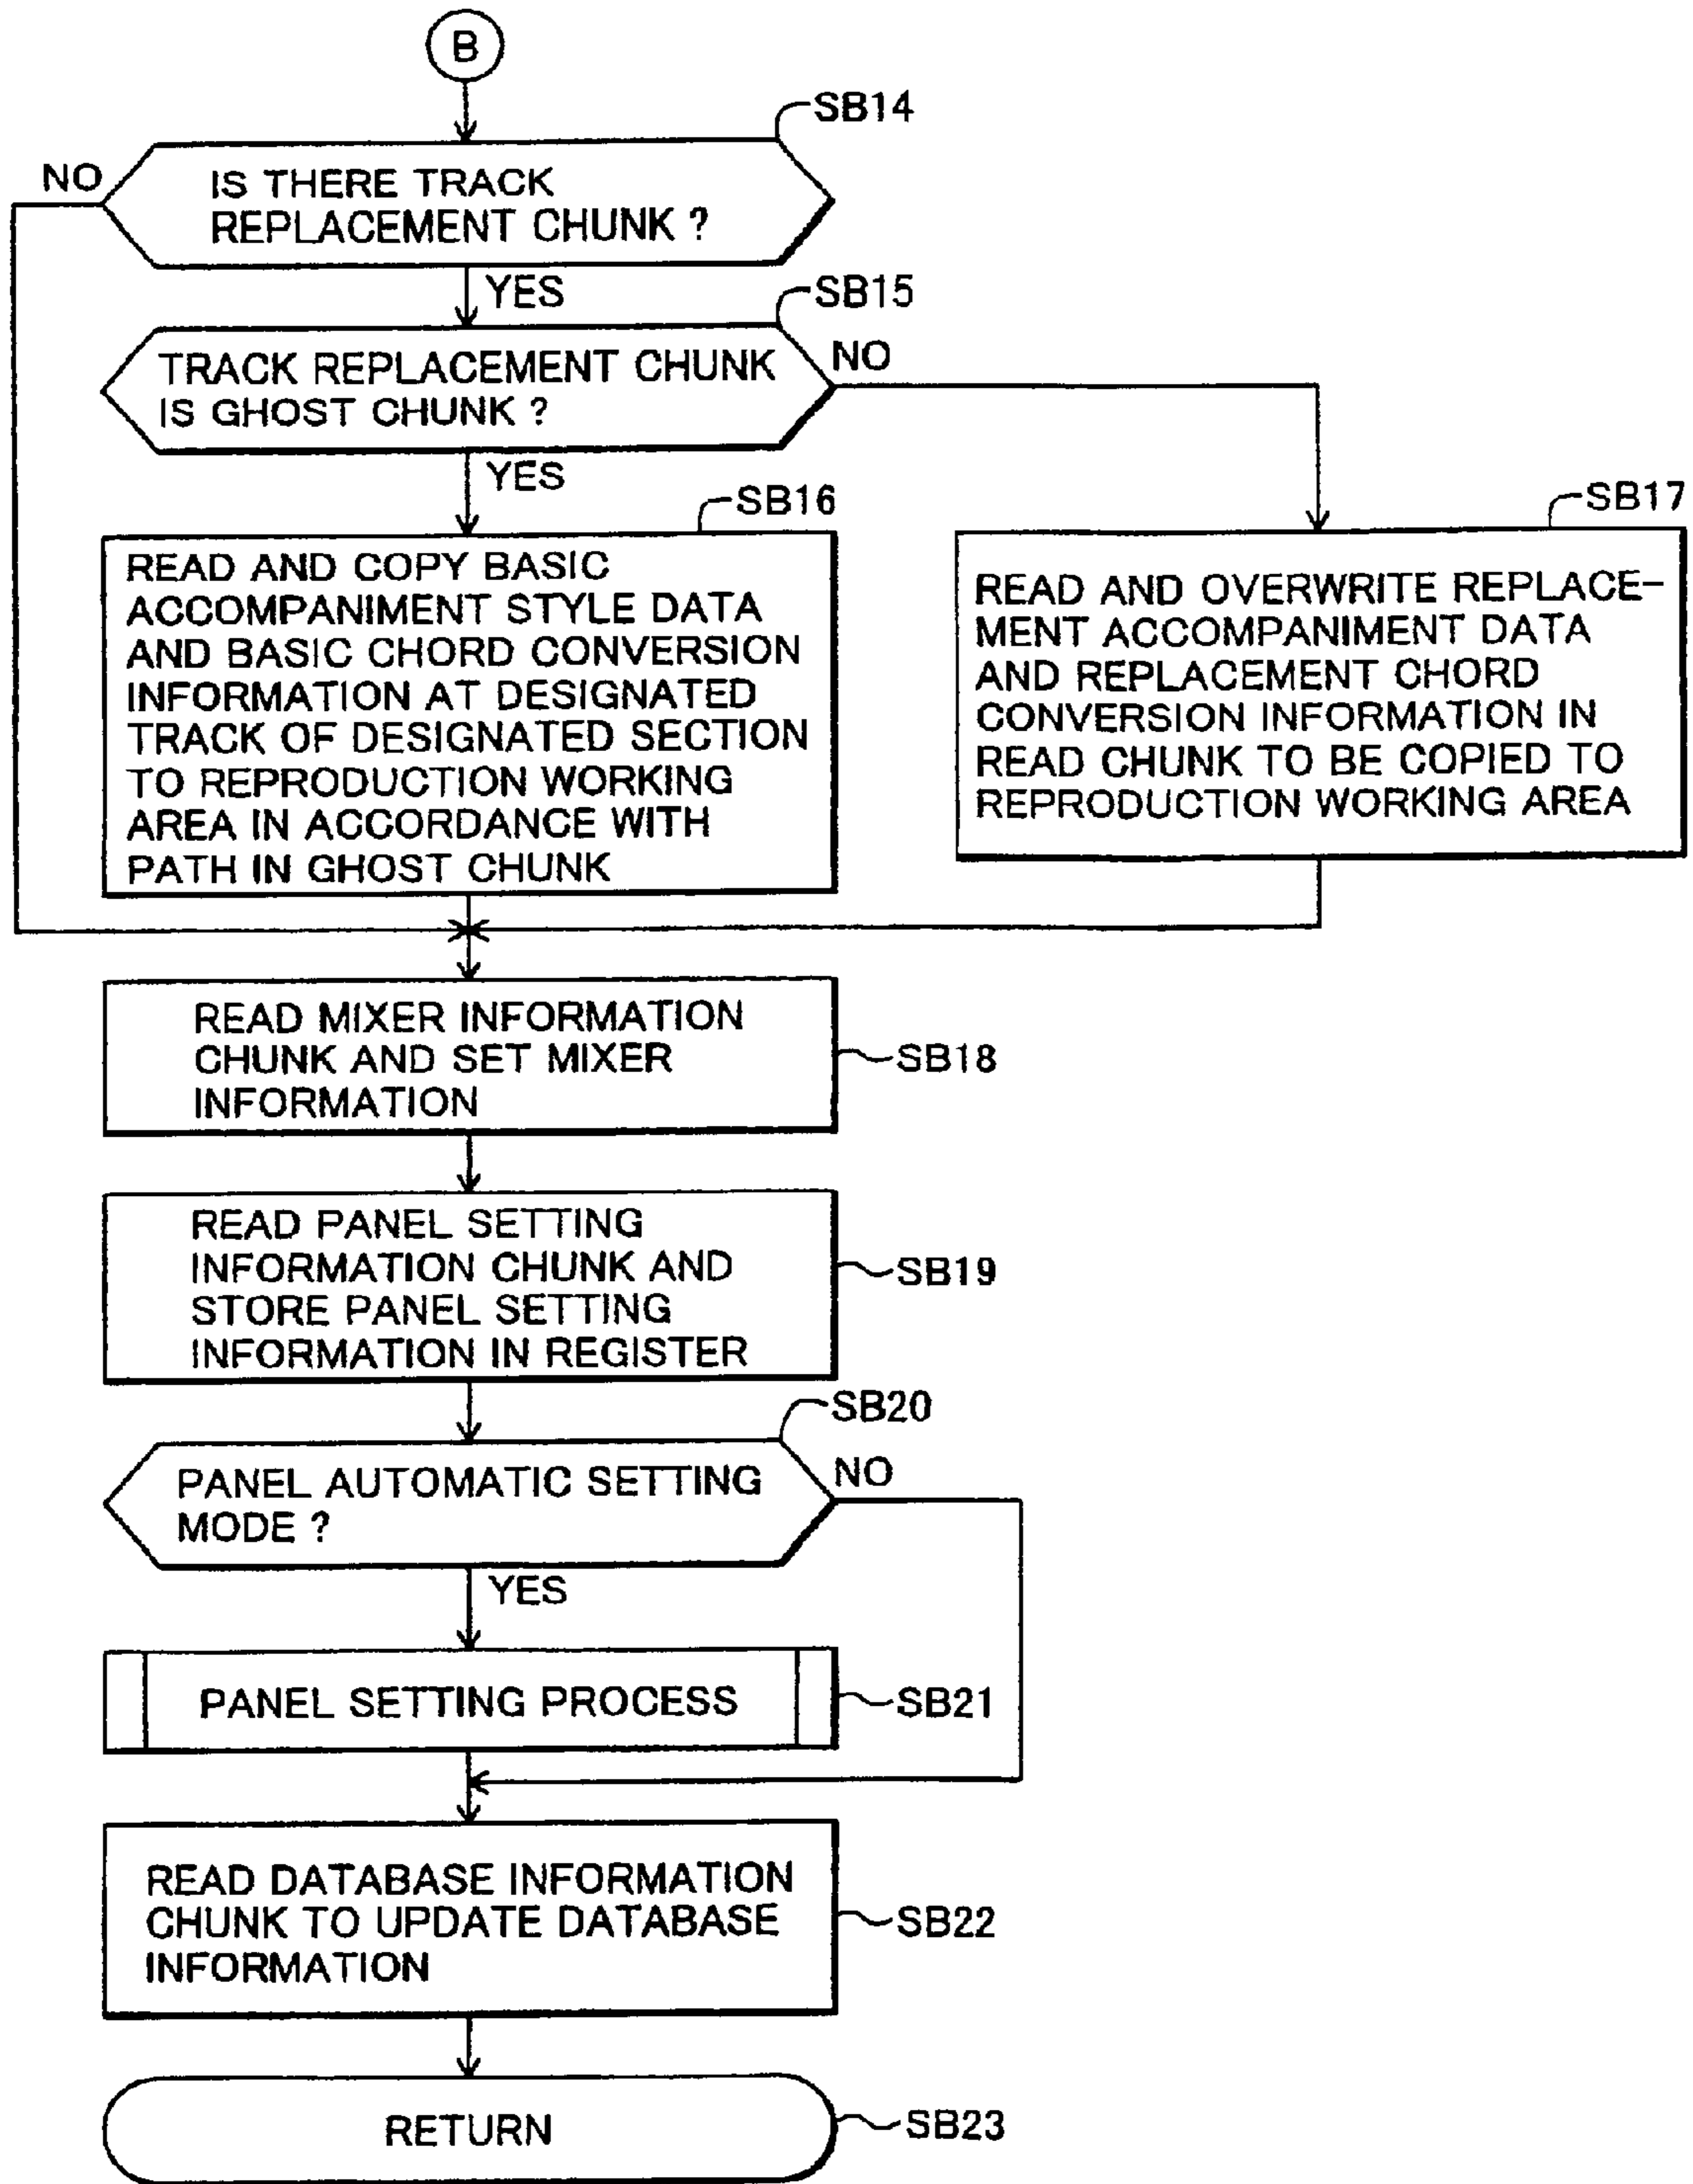 B
SB14
NO
IS THERE TRACK
REPLACEMENT CHUNK ?
YES
SB15
TRACK REPLACEMENT CHUNK
IS GHOST CHUNK ?
NO
YES
SB16
READ AND COPY BASIC
ACCOMPANIMENT STYLE DATA
AND BASIC CHORD CONVERSION
INFORMATION AT DESIGNATED
TRACK OF DESIGNATED SECTION
TO REPRODUCTION WORKING
AREA IN ACCORDANCE WITH
PATH IN GHOST CHUNK
SB17
READ AND OVERWRITE REPLACE-
MENT ACCOMPANIMENT DATA
AND REPLACEMENT CHORD
CONVERSION INFORMATION IN
READ CHUNK TO BE COPIED TO
REPRODUCTION WORKING AREA
READ MIXER INFORMATION
CHUNK AND SET MIXER
INFORMATION
SB18
READ PANEL SETTING
INFORMATION CHUNK AND
STORE PANEL SETTING
INFORMATION IN REGISTER
SB19
SB20
PANEL AUTOMATIC SETTING
MODE ?
NO
YES
PANEL SETTING PROCESS
SB21
READ DATABASE INFORMATION
CHUNK TO UPDATE DATABASE
INFORMATION
SB22
RETURN
SB23